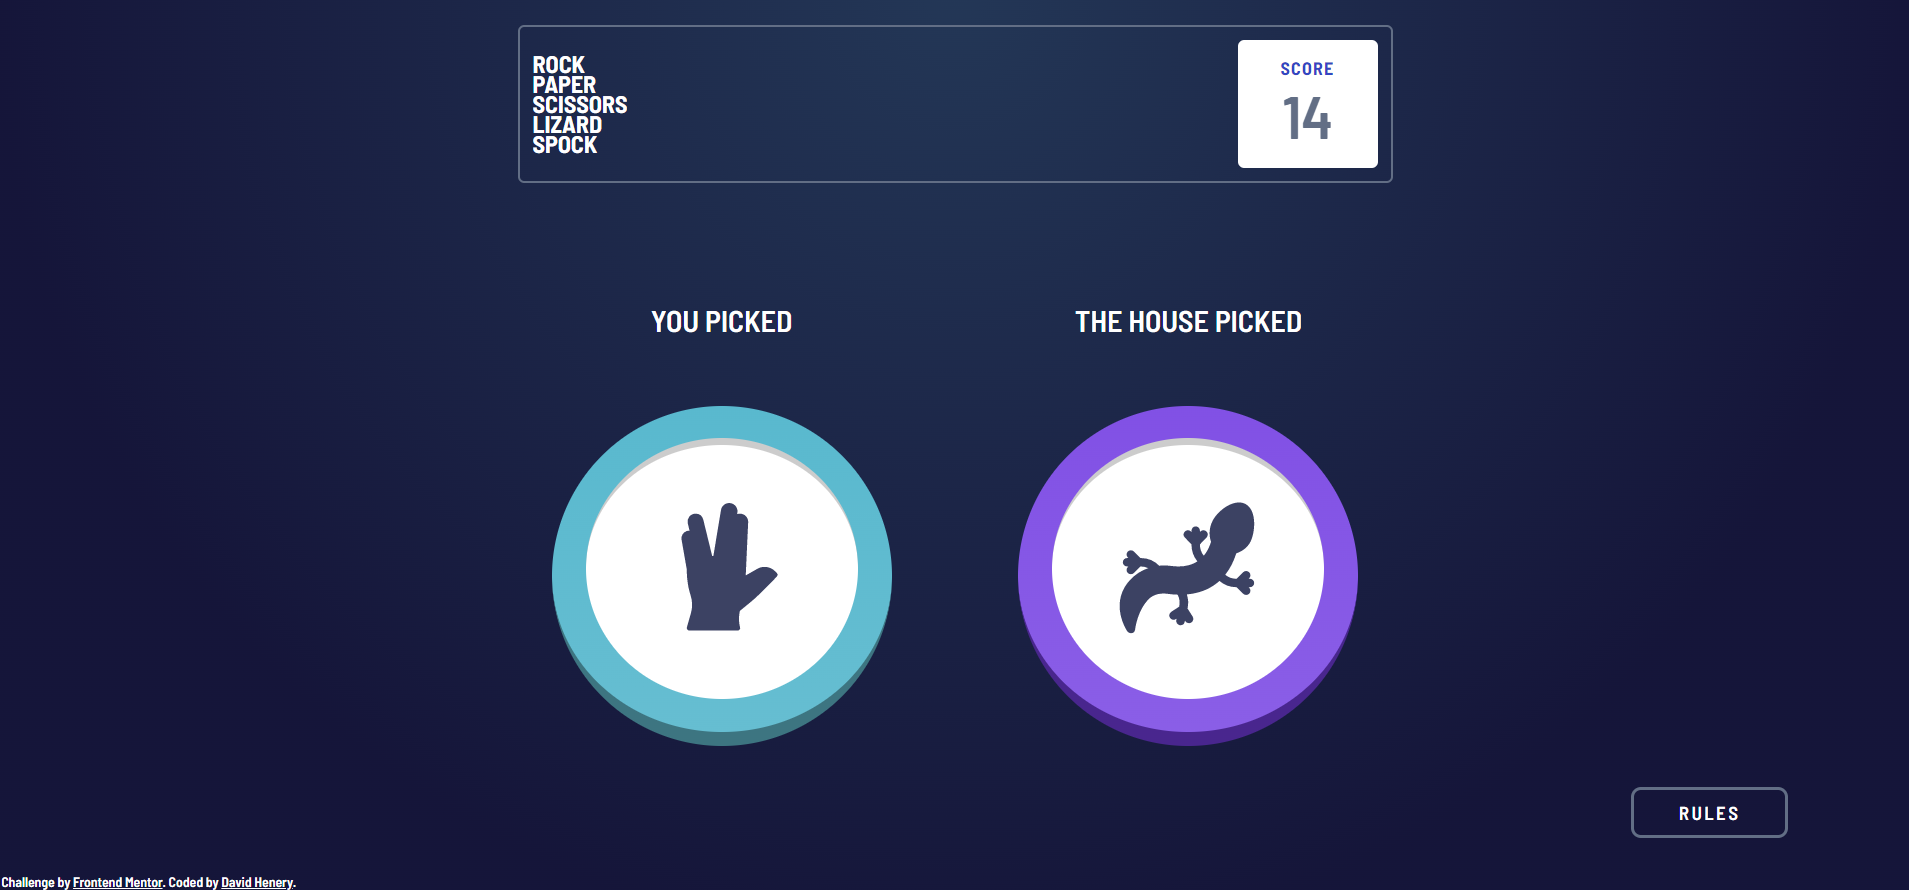 ROCK
PAPER
SCISSORS
LIZARD
SPOCK
SCORE
14
YOU PICKED
THE HOUSE PICKED
RULES
Challenge by Frontend Mentor. Coded by David Henery.